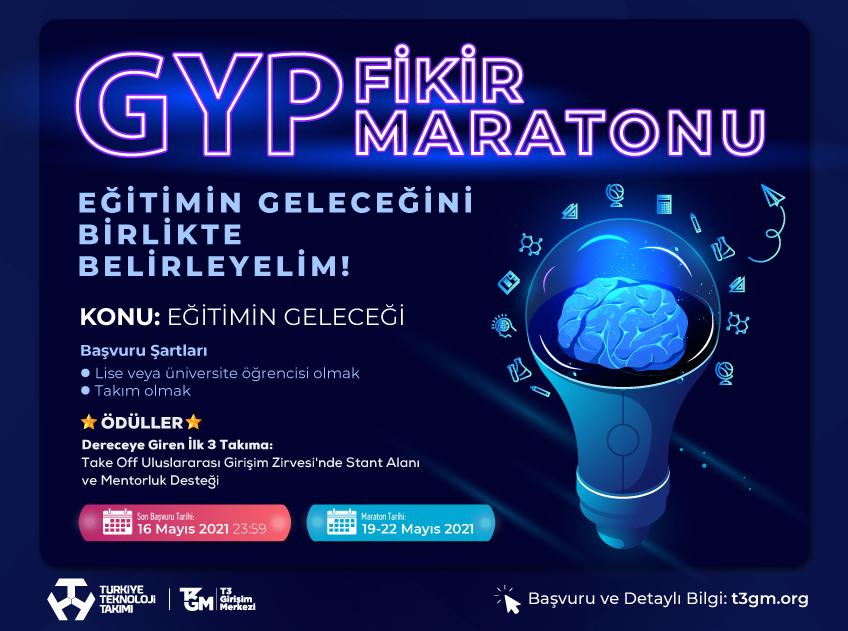 GYP FİKİR
MARATONU
EĞİTİMİN GELECEĞİNİ
BİRLİKTE
BELİRLEYELİM!
KONU: EĞİTİMİN GELECEĞİ
Başvuru Şartları
● Lise veya üniversite öğrencisi olmak
● Takım olmak
⭐ ÖDÜLLER ⭐
Dereceye Giren İlk 3 Takıma:
Take Off Uluslararası Girişim Zirvesi'nde Stant Alanı
ve Mentorluk Desteği
Son Başvuru Tarihi:
16 Mayıs 2021 23:59
Maraton Tarihi:
19-22 Mayıs 2021
TÜRKİYE
TEKNOLOJİ
TAKIMI
T3
GM
T3
Girişim
Merkezi
Başvuru ve Detaylı Bilgi: t3gm.org